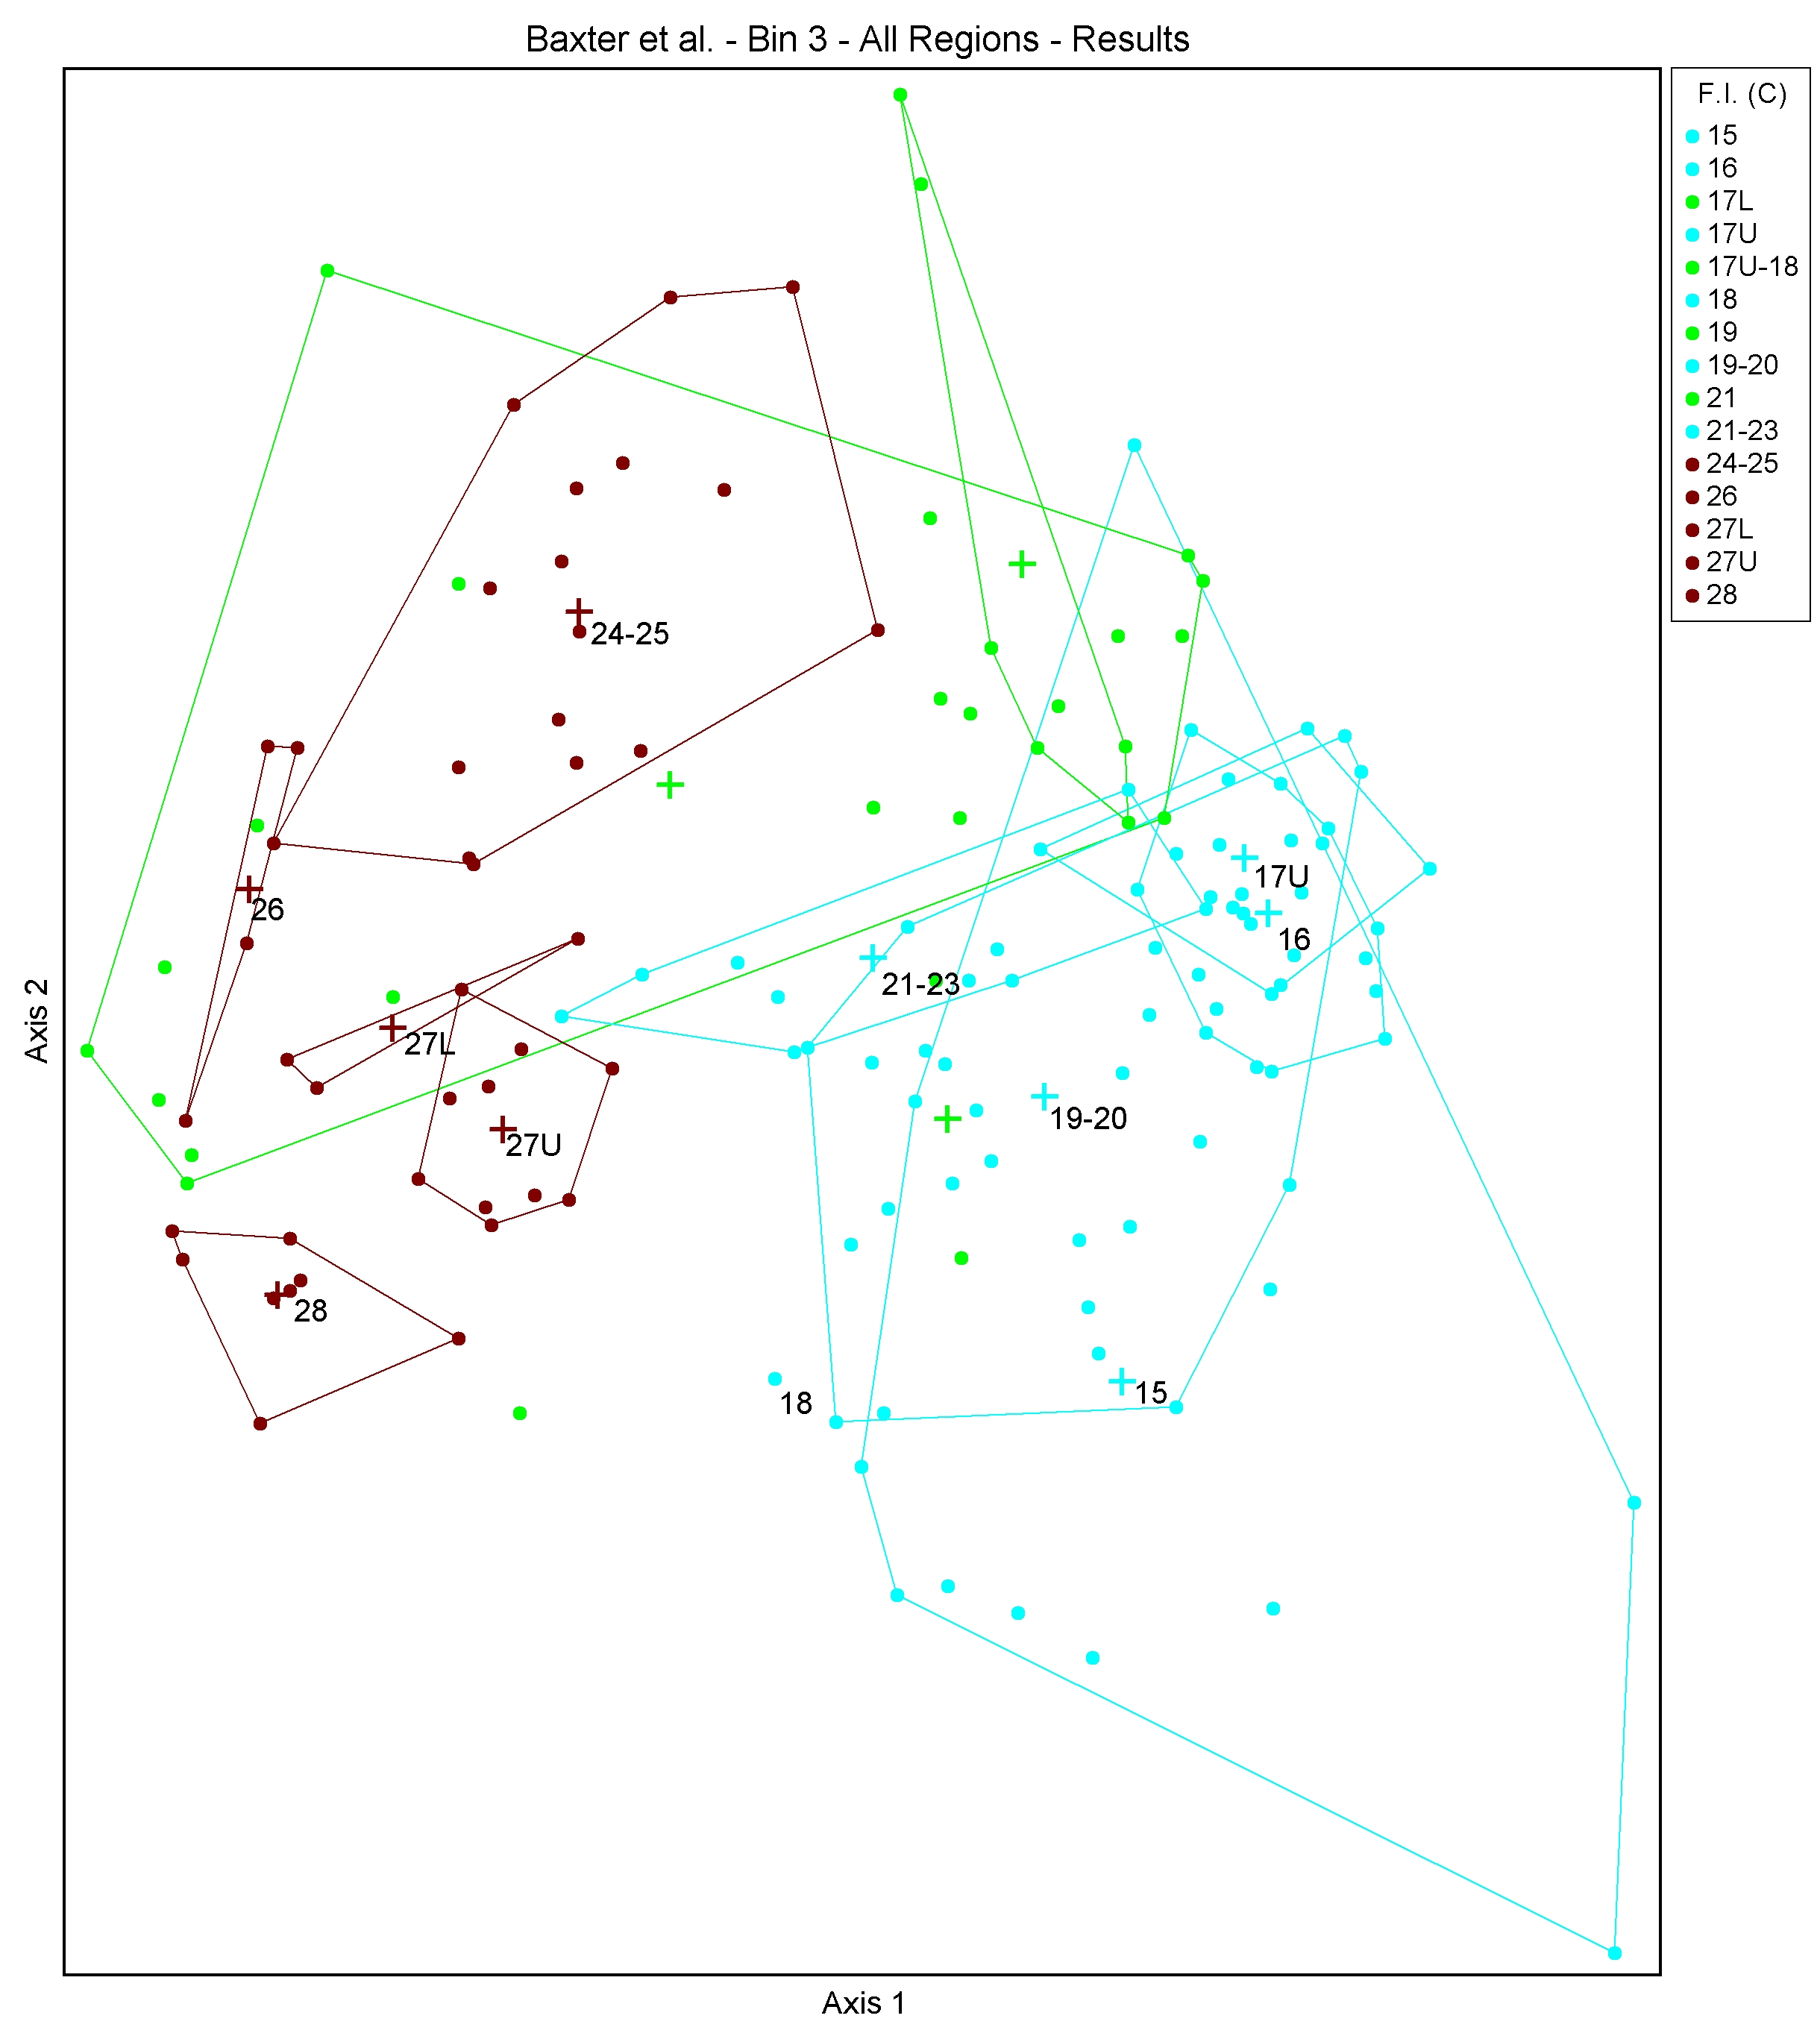 Baxter et al. - Bin 3 - All Regions - Results
F.I. (C)
15
16
17L
17U
17U-18
18
19
19-20
21
21-23
24-25
26
27L
27U
28
24-25
17U
26
16
21-23
27L
19-20
27U
28
15
18
Axis 2
Axis 1